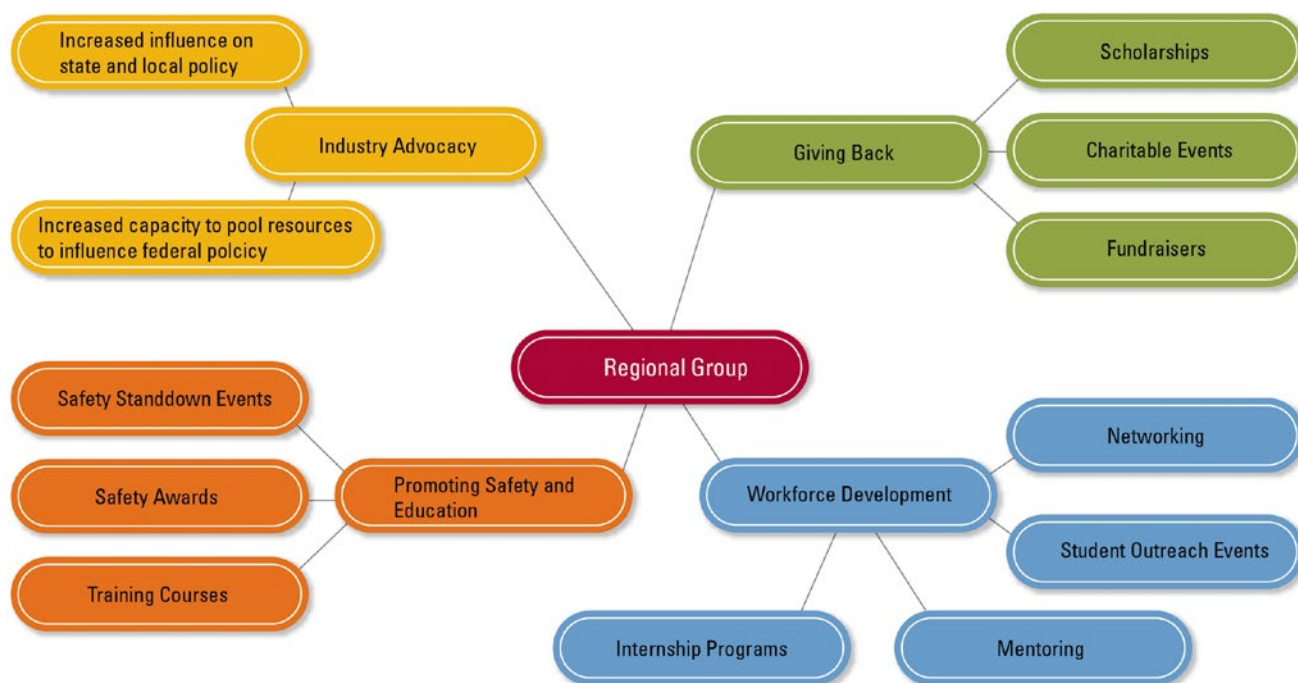 Increased influence on
state and local policy
Industry Advocacy
Increased capacity to pool resources
to influence federal polcicy
Giving Back
Scholarships
Charitable Events
Fundraisers
Regional Group
Safety Standdown Events
Safety Awards
Training Courses
Promoting Safety and
Education
Workforce Development
Networking
Student Outreach Events
Internship Programs
Mentoring